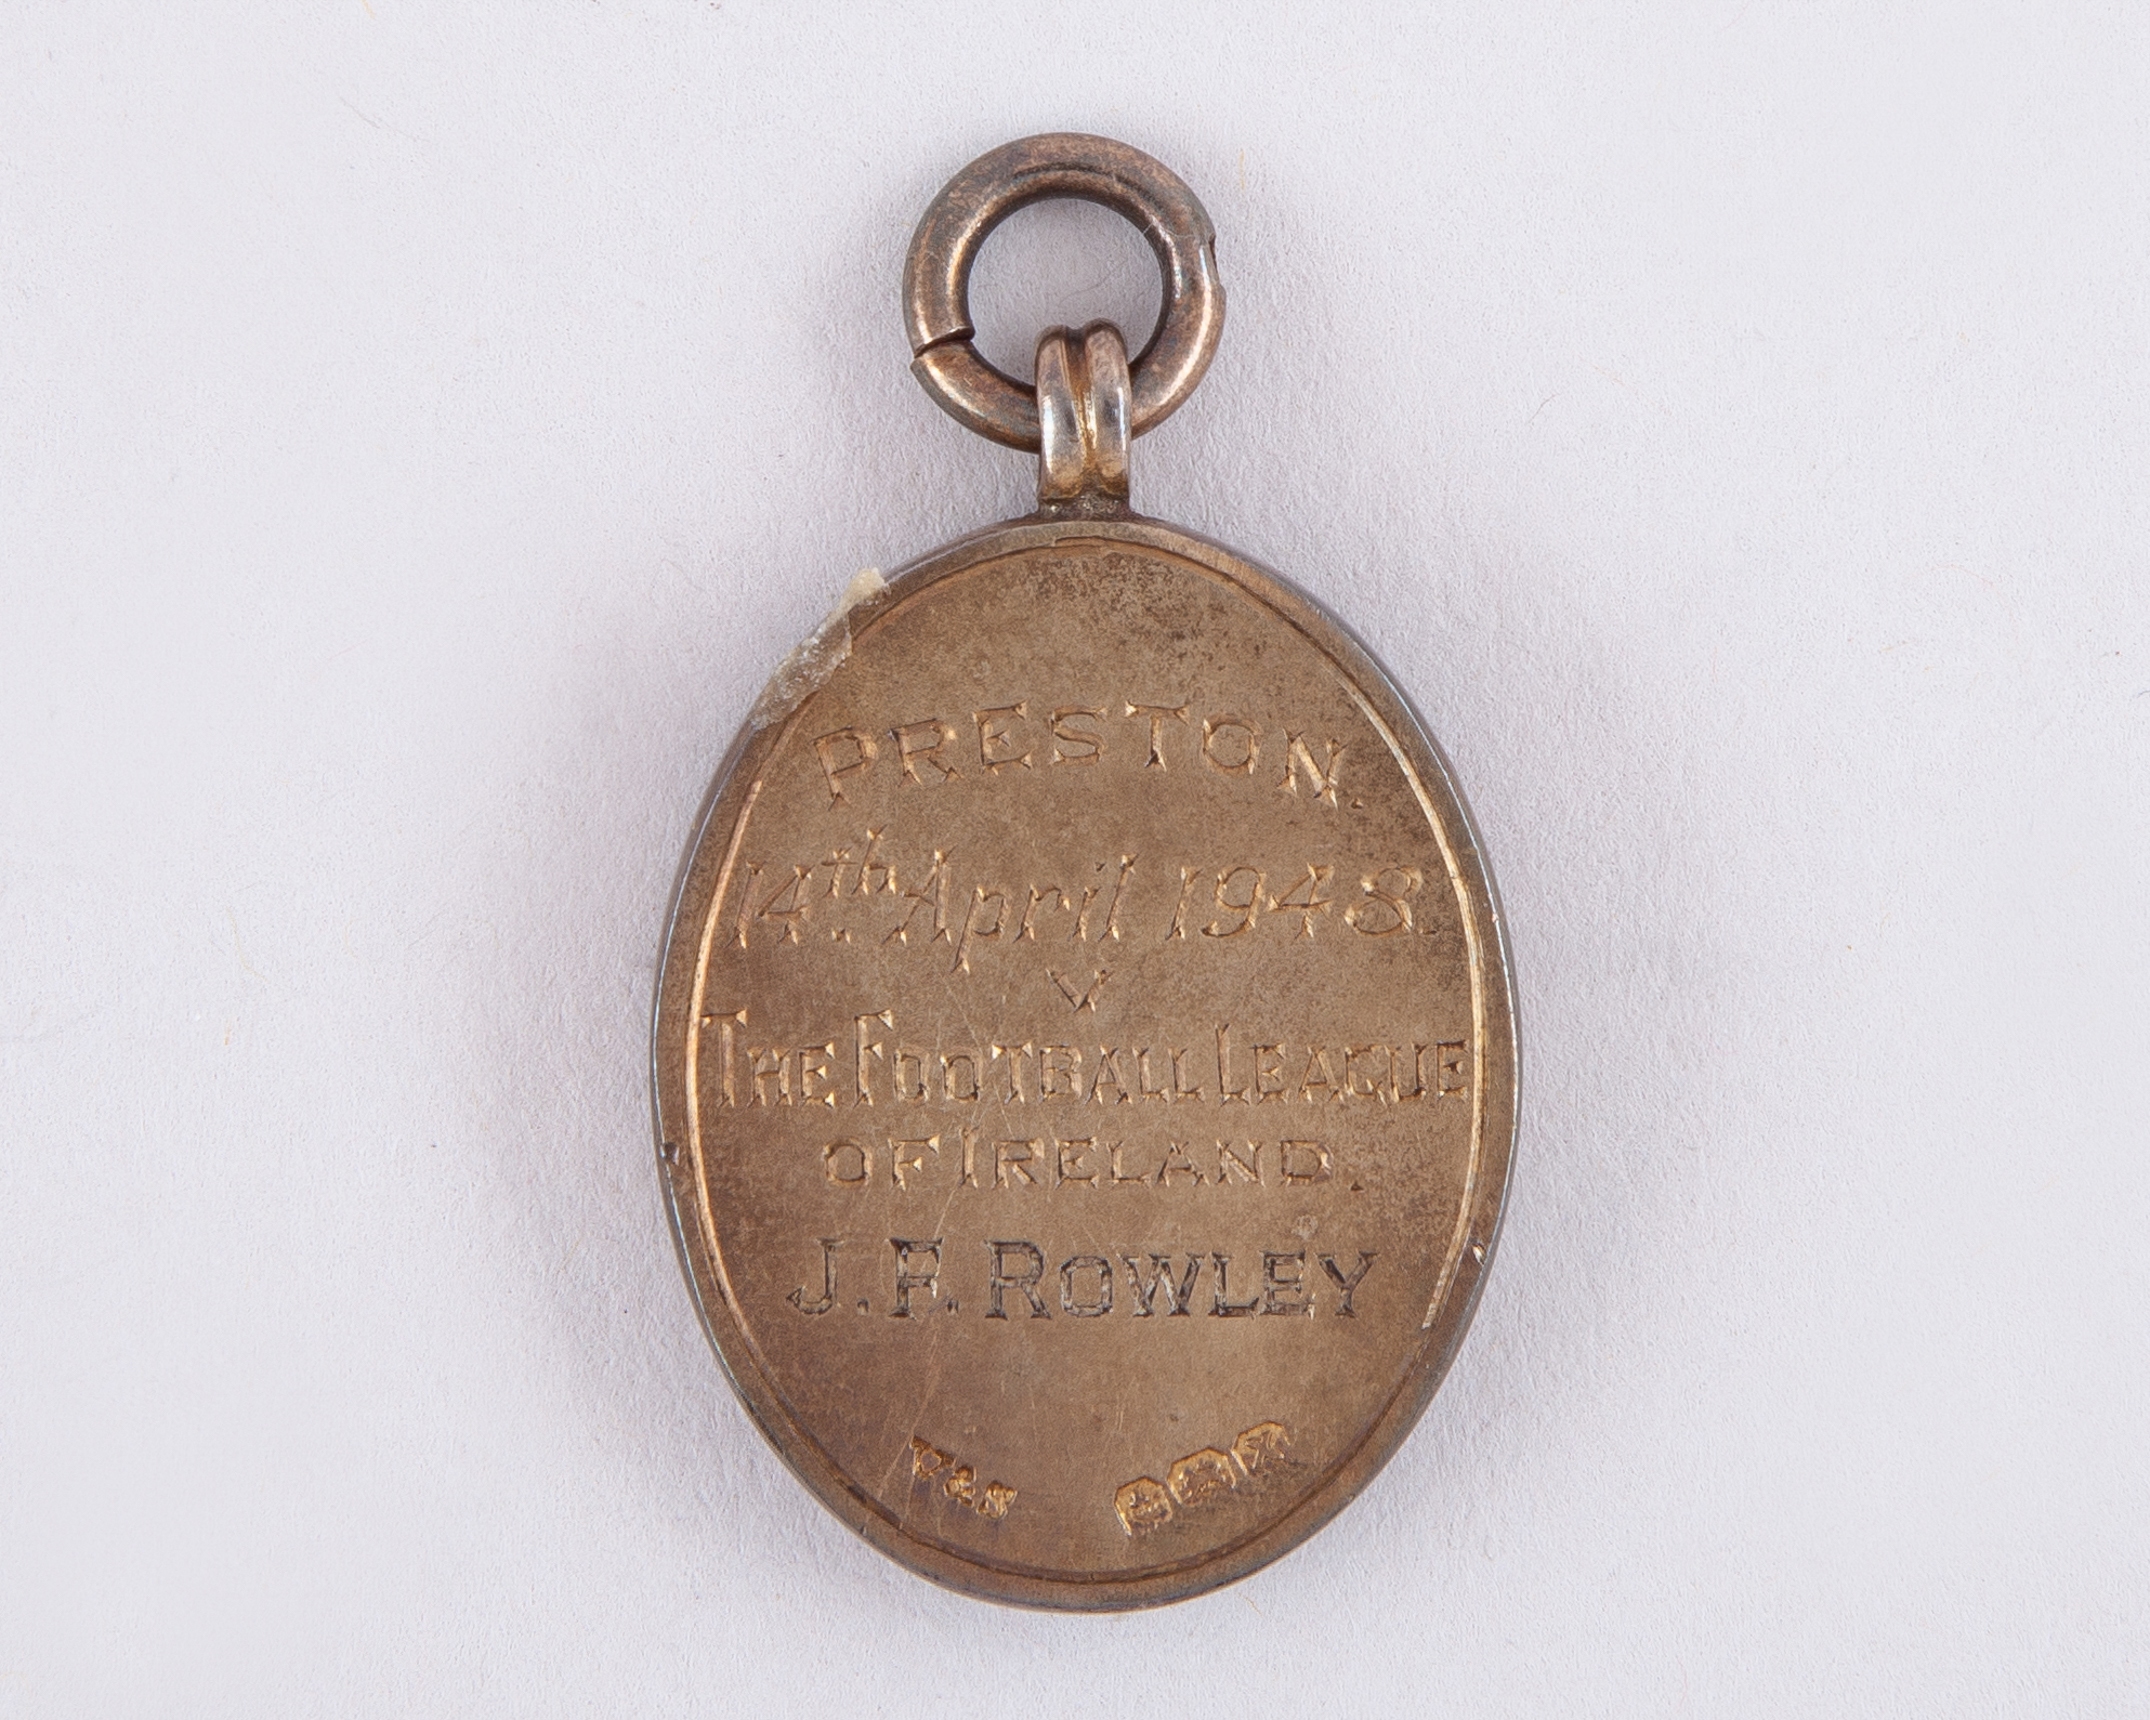 PRESTON.
14th. April 1948.
v
THE FOOTBALL LEAGUE
OF IRELAND.
J. F. ROWLEY
V&S